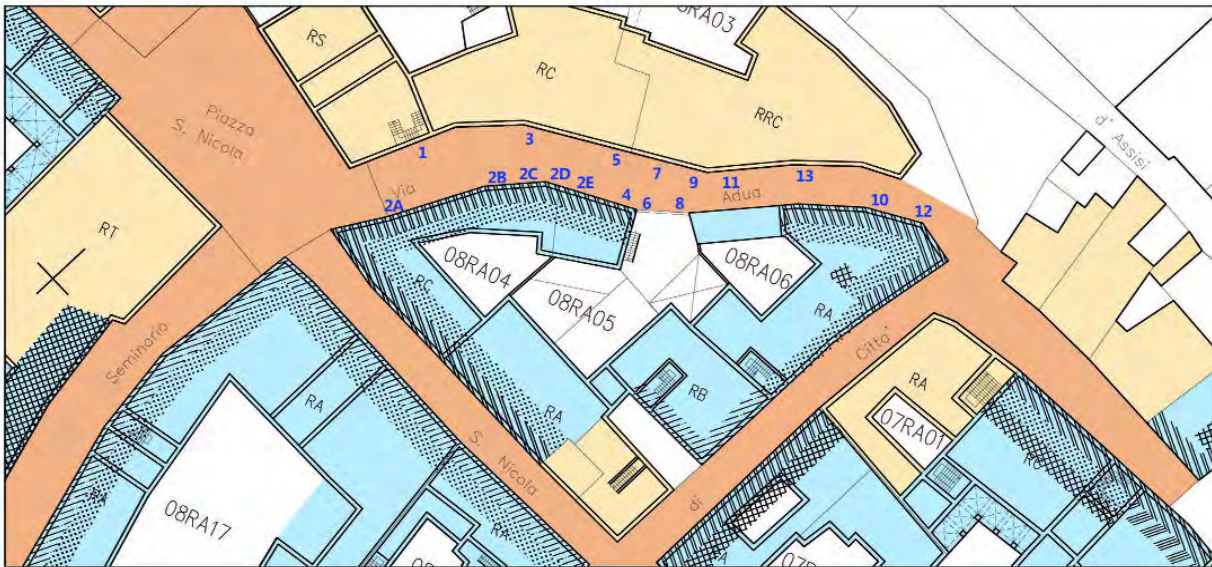 08RA03
RS
RC
RRC
Piazza
S. Nicola
d' Assisi
1
3
5
7
9
11
13
Via
Adua
2A
2B
2C
2D
2E
4
6
8
10
12
RT
08RA04
08RA05
08RA06
RC
RA
RA
RB
Seminario
S. Nicola
di
Citta'
RA
07RA01
RA
RA
RA
08RA17